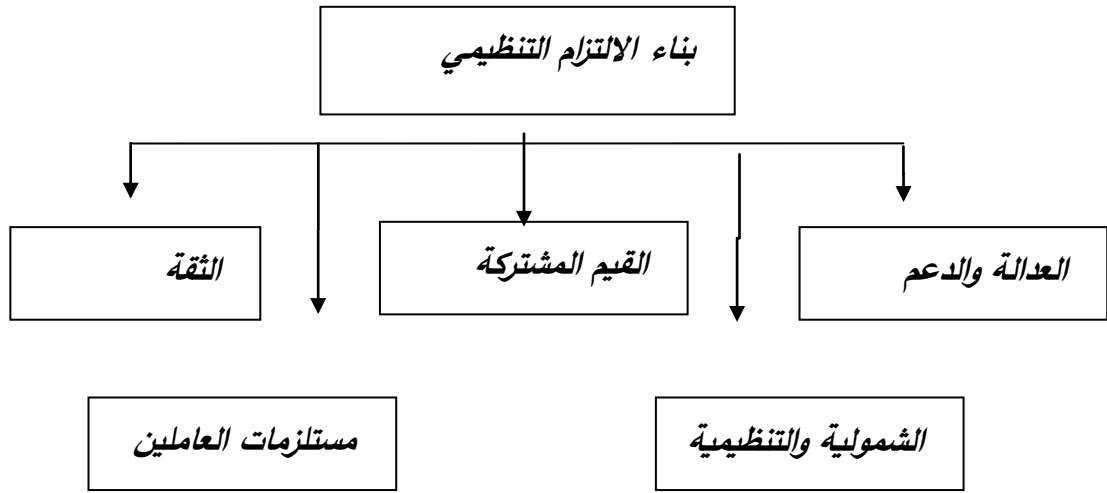 بناء الالتزام التنظيمي
العدالة والدعم
القيم المشتركة
الثقة
الشمولية والتنظيمية
مستلزمات العاملين